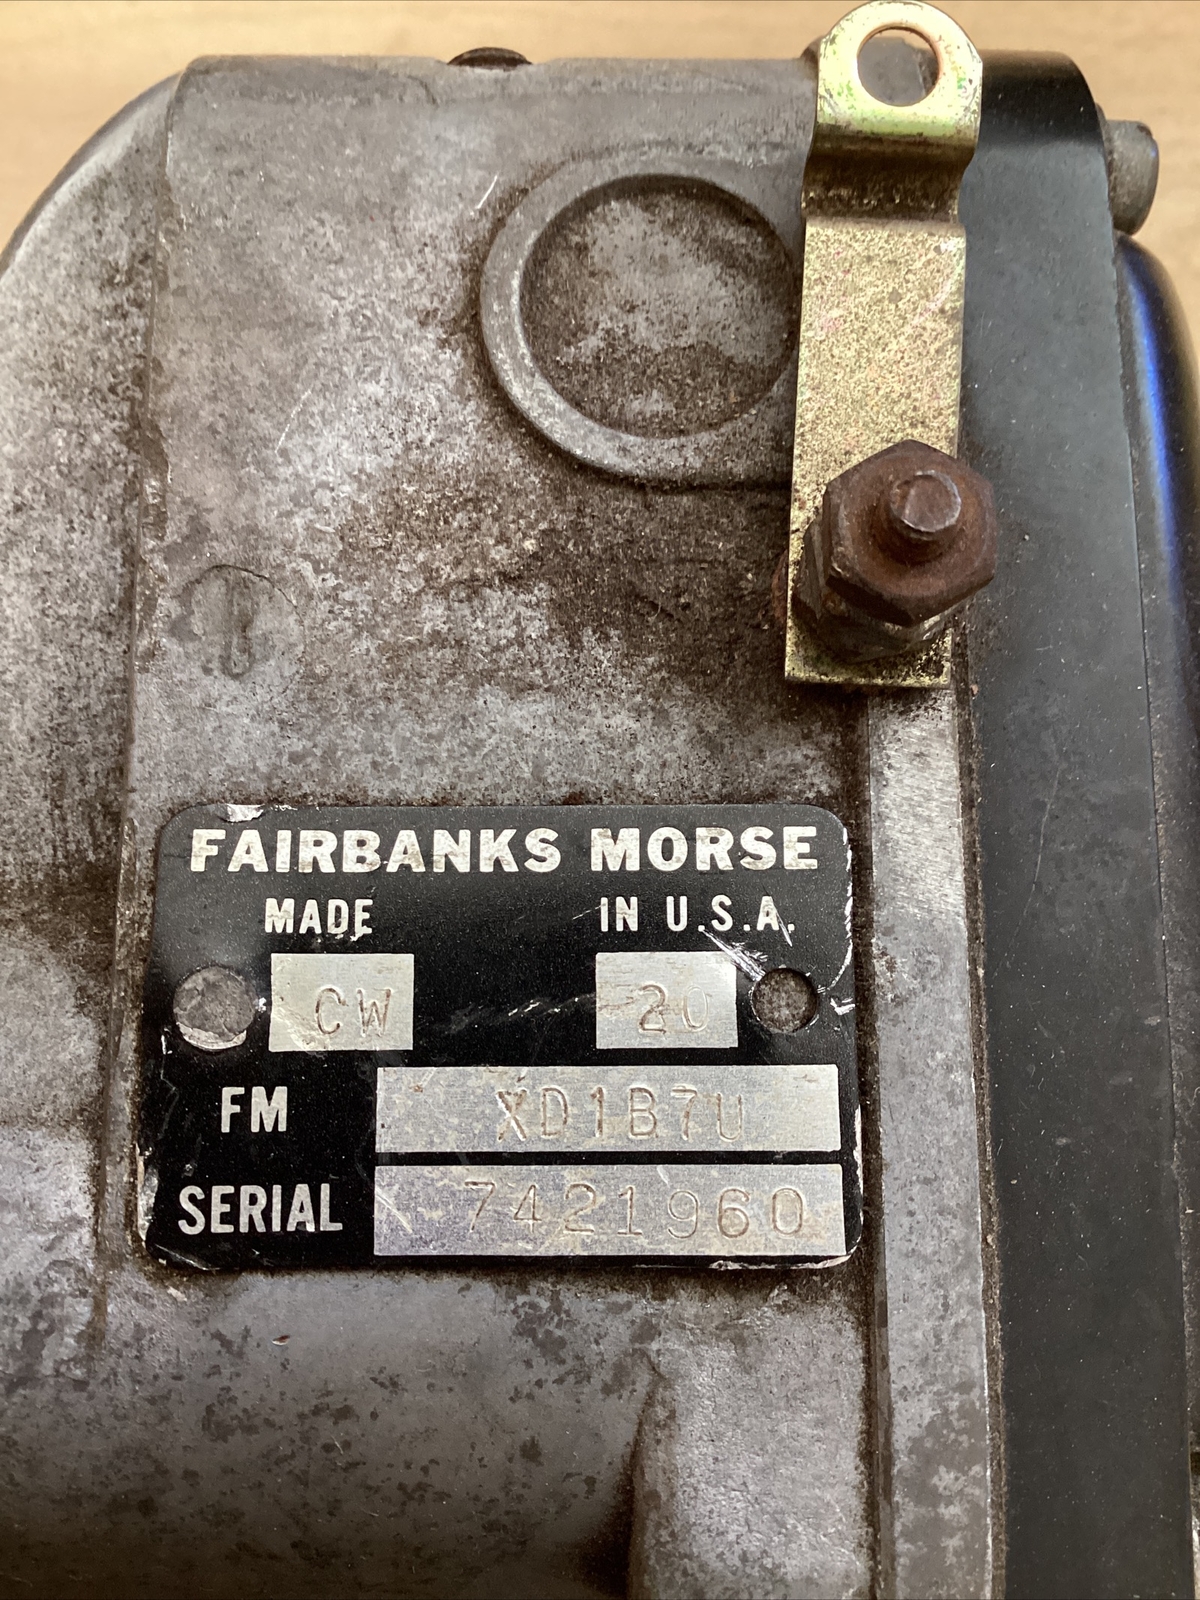 FAIRBANKS MORSE
MADE IN U.S.A.
CW 20
FM XD1B7U
SERIAL 7421960